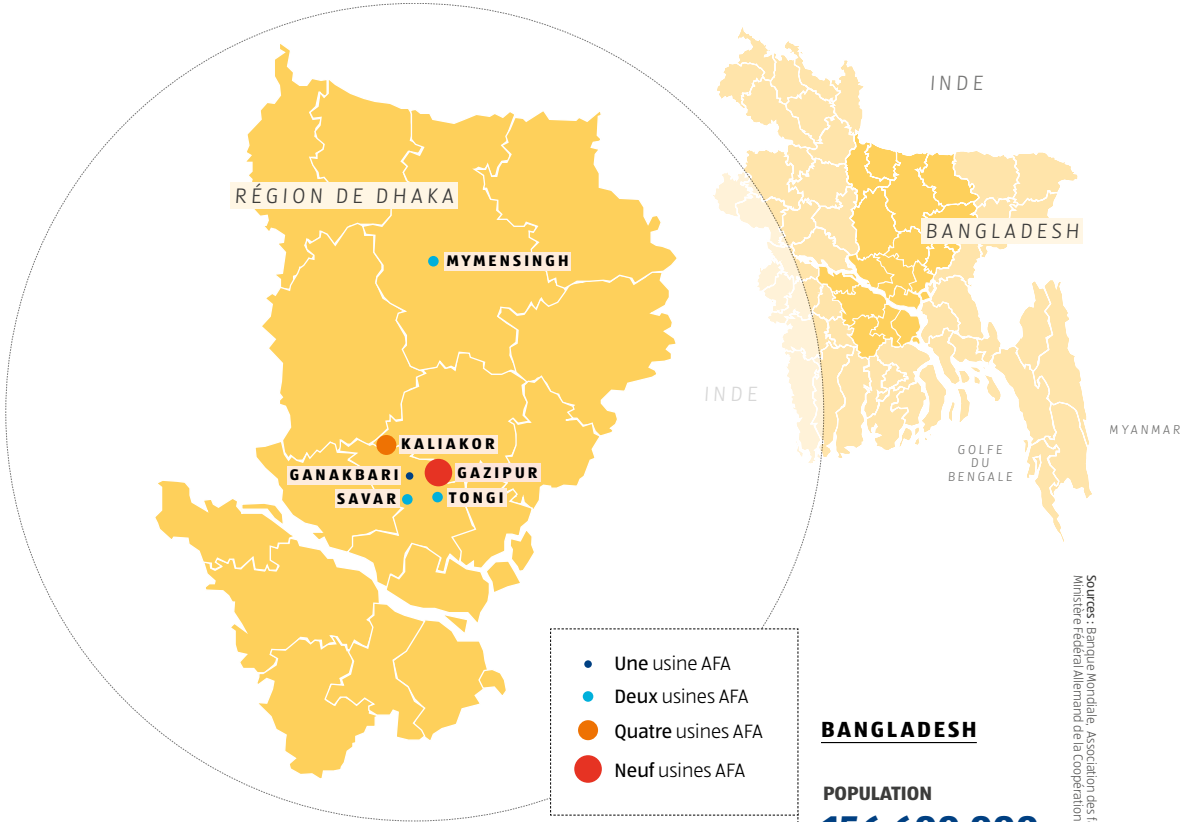 INDE
RÉGION DE DHAKA
BANGLADESH
MYMENSINGH
INDE
MYANMAR
KALIAKOR
GOLFE
DU
BENGALE
GANAKBARI
GAZIPUR
SAVAR
TONGI
Une usine AFA
Deux usines AFA
Quatre usines AFA
Neuf usines AFA
BANGLADESH
POPULATION
Sources : Banque Mondiale, Association des
Ministère Fédéral Allemand de la Coopération